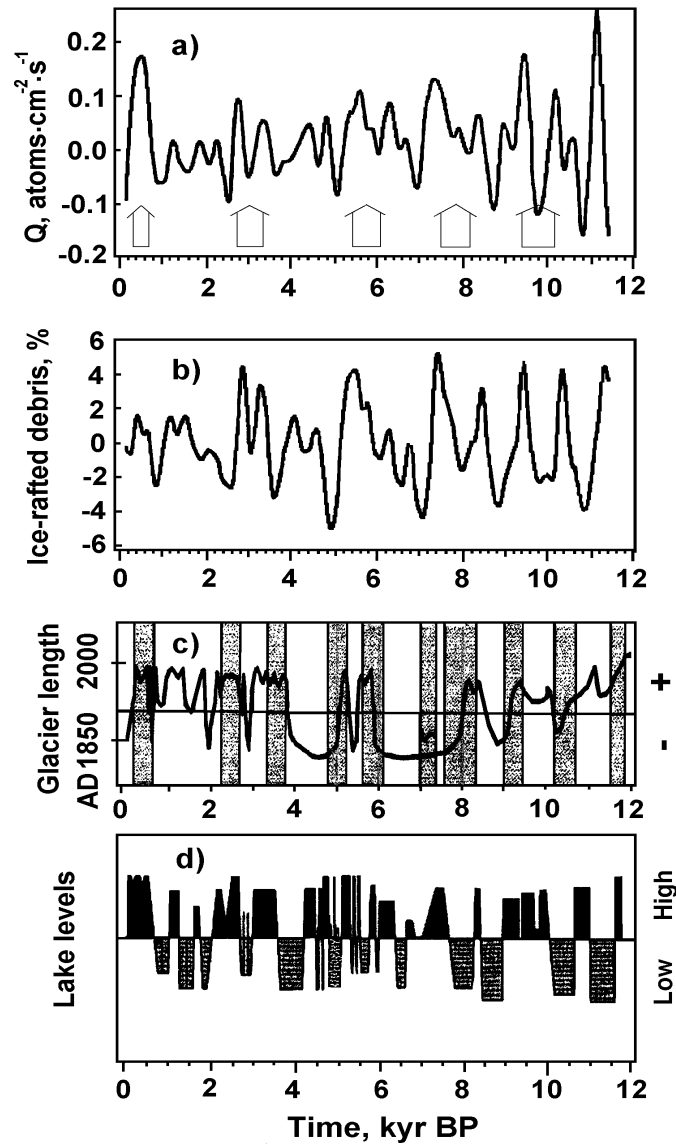 a)
Q, atoms·cm⁻²·s⁻¹
0.2
0.1
0.0
-0.1
-0.2
0 2 4 6 8 10 12
b)
Ice-rafted debris, %
6
4
2
0
-2
-4
-6
0 2 4 6 8 10 12
c)
Glacier length
AD 1850 2000
+
-
0 2 4 6 8 10 12
d)
Lake levels
High
Low
0 2 4 6 8 10 12
Time, kyr BP